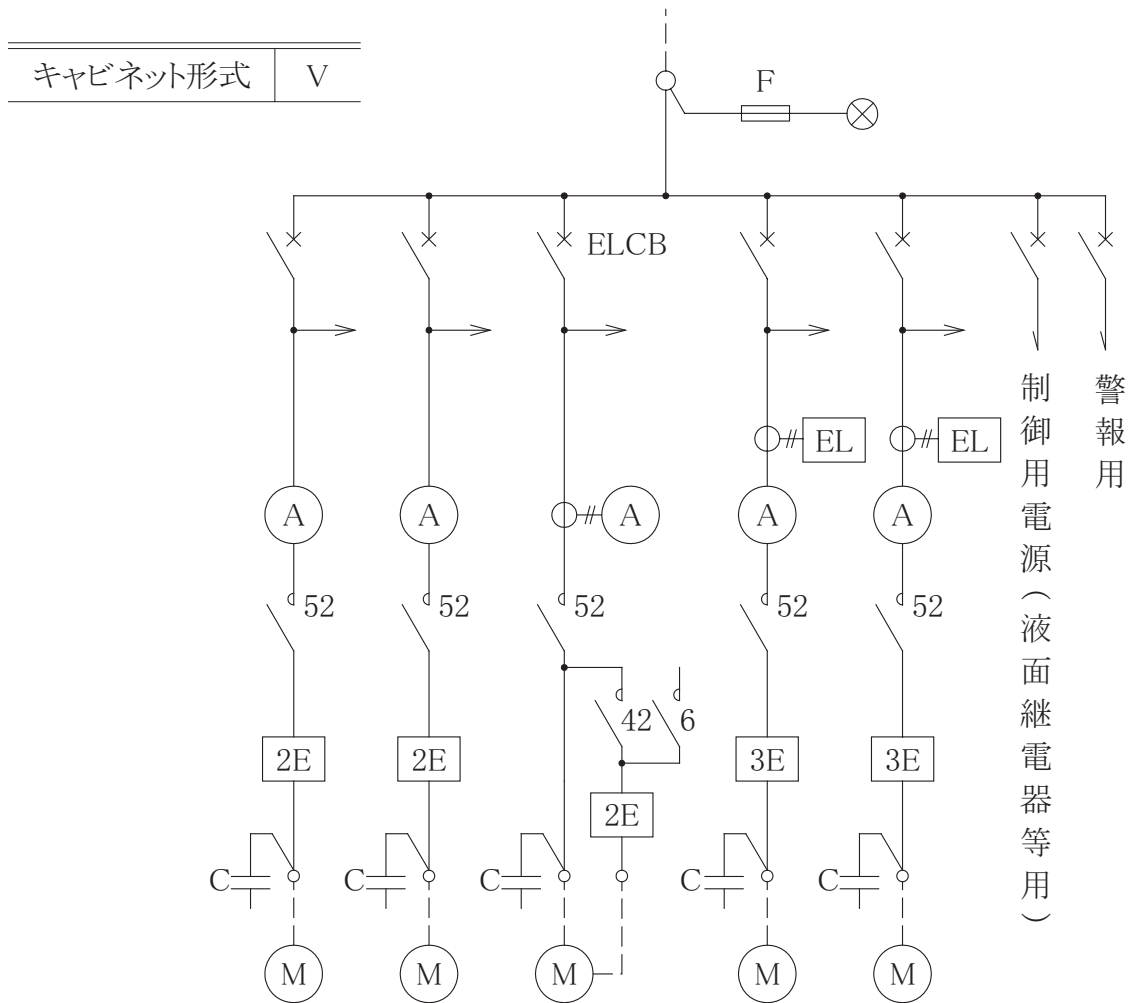 キャビネット形式 V
F
ELCB
EL EL
A A A A A
52 52 52 52 52
42 6
2E 2E 3E 3E
2E
C C C C C
M M M M M
制御用電源(液面継電器等用)
警報用